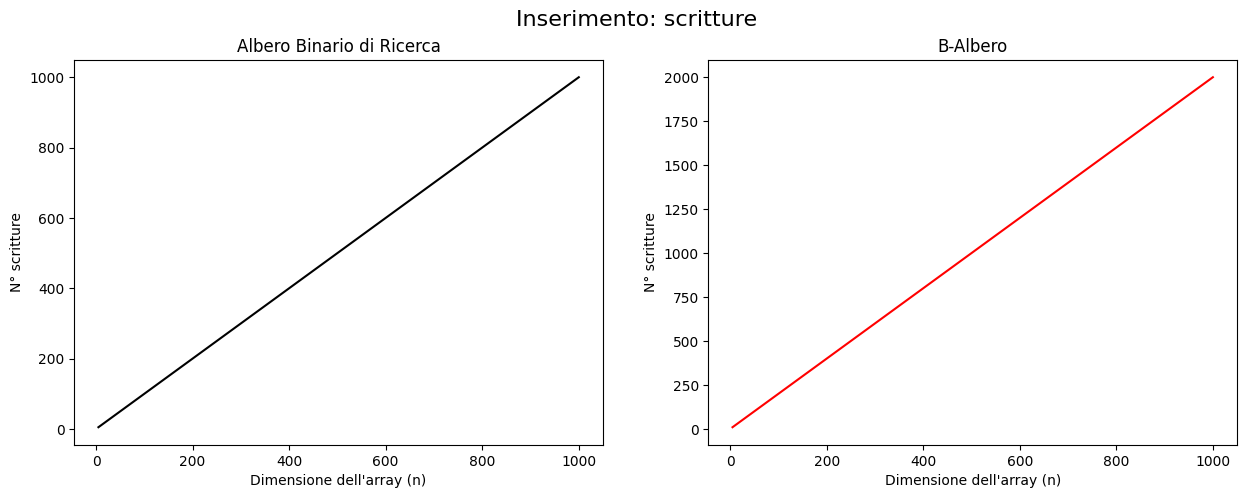 Inserimento: scritture
Albero Binario di Ricerca
N° scritture
1000
800
600
400
200
0
0 200 400 600 800 1000
Dimensione dell'array (n)
B-Albero
N° scritture
2000
1750
1500
1250
1000
750
500
250
0
0 200 400 600 800 1000
Dimensione dell'array (n)